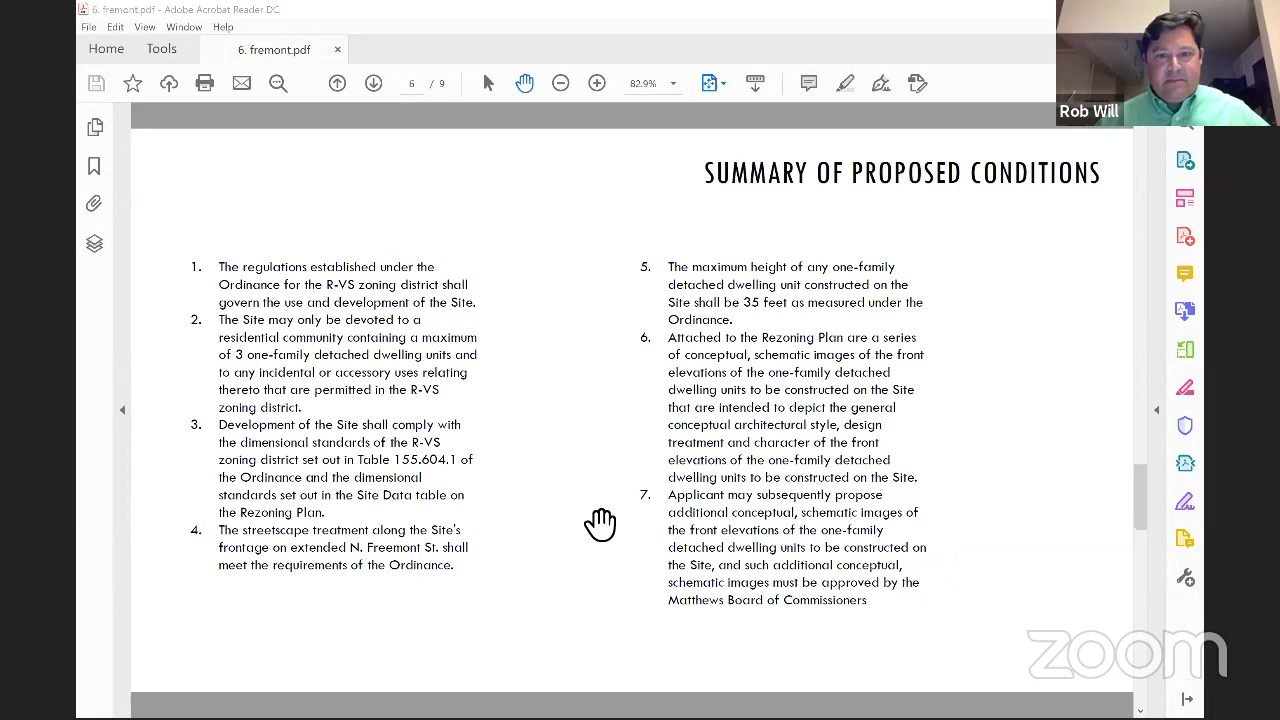 6. fremont.pdf - Adobe Acrobat Reader DC
File Edit View Window Help
Home Tools 6. fremont.pdf ×
6 / 9 82.9%
Rob Will
SUMMARY OF PROPOSED CONDITIONS
1. The regulations established under the
Ordinance for the R-VS zoning district shall
govern the use and development of the Site.
2. The Site may only be devoted to a
residential community containing a maximum
of 3 one-family detached dwelling units and
to any incidental or accessory uses relating
thereto that are permitted in the R-VS
zoning district.
3. Development of the Site shall comply with
the dimensional standards of the R-VS
zoning district set out in Table 155.604.1 of
the Ordinance and the dimensional
standards set out in the Site Data table on
the Rezoning Plan.
4. The streetscape treatment along the Site's
frontage on extended N. Freemont St. shall
meet the requirements of the Ordinance.
5. The maximum height of any one-family
detached dwelling unit constructed on the
Site shall be 35 feet as measured under the
Ordinance.
6. Attached to the Rezoning Plan are a series
of conceptual, schematic images of the front
elevations of the one-family detached
dwelling units to be constructed on the Site
that are intended to depict the general
conceptual architectural style, design
treatment and character of the front
elevations of the one-family detached
dwelling units to be constructed on the Site.
7. Applicant may subsequently propose
additional conceptual, schematic images of
the front elevations of the one-family
detached dwelling units to be constructed on
the Site, and such additional conceptual,
schematic images must be approved by the
Matthews Board of Commissioners
zoom